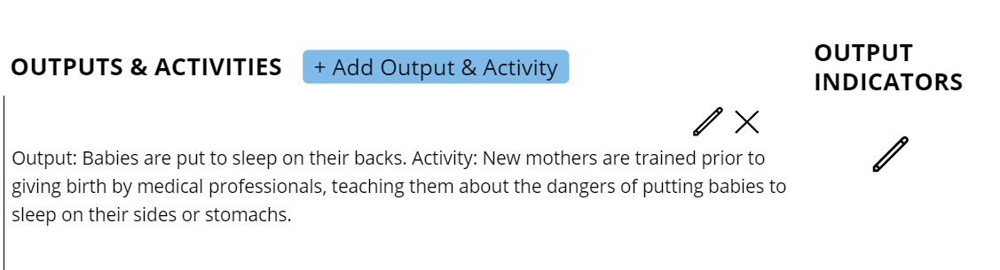 OUTPUTS & ACTIVITIES
+ Add Output & Activity
OUTPUT
INDICATORS
Output: Babies are put to sleep on their backs. Activity: New mothers are trained prior to
giving birth by medical professionals, teaching them about the dangers of putting babies to
sleep on their sides or stomachs.